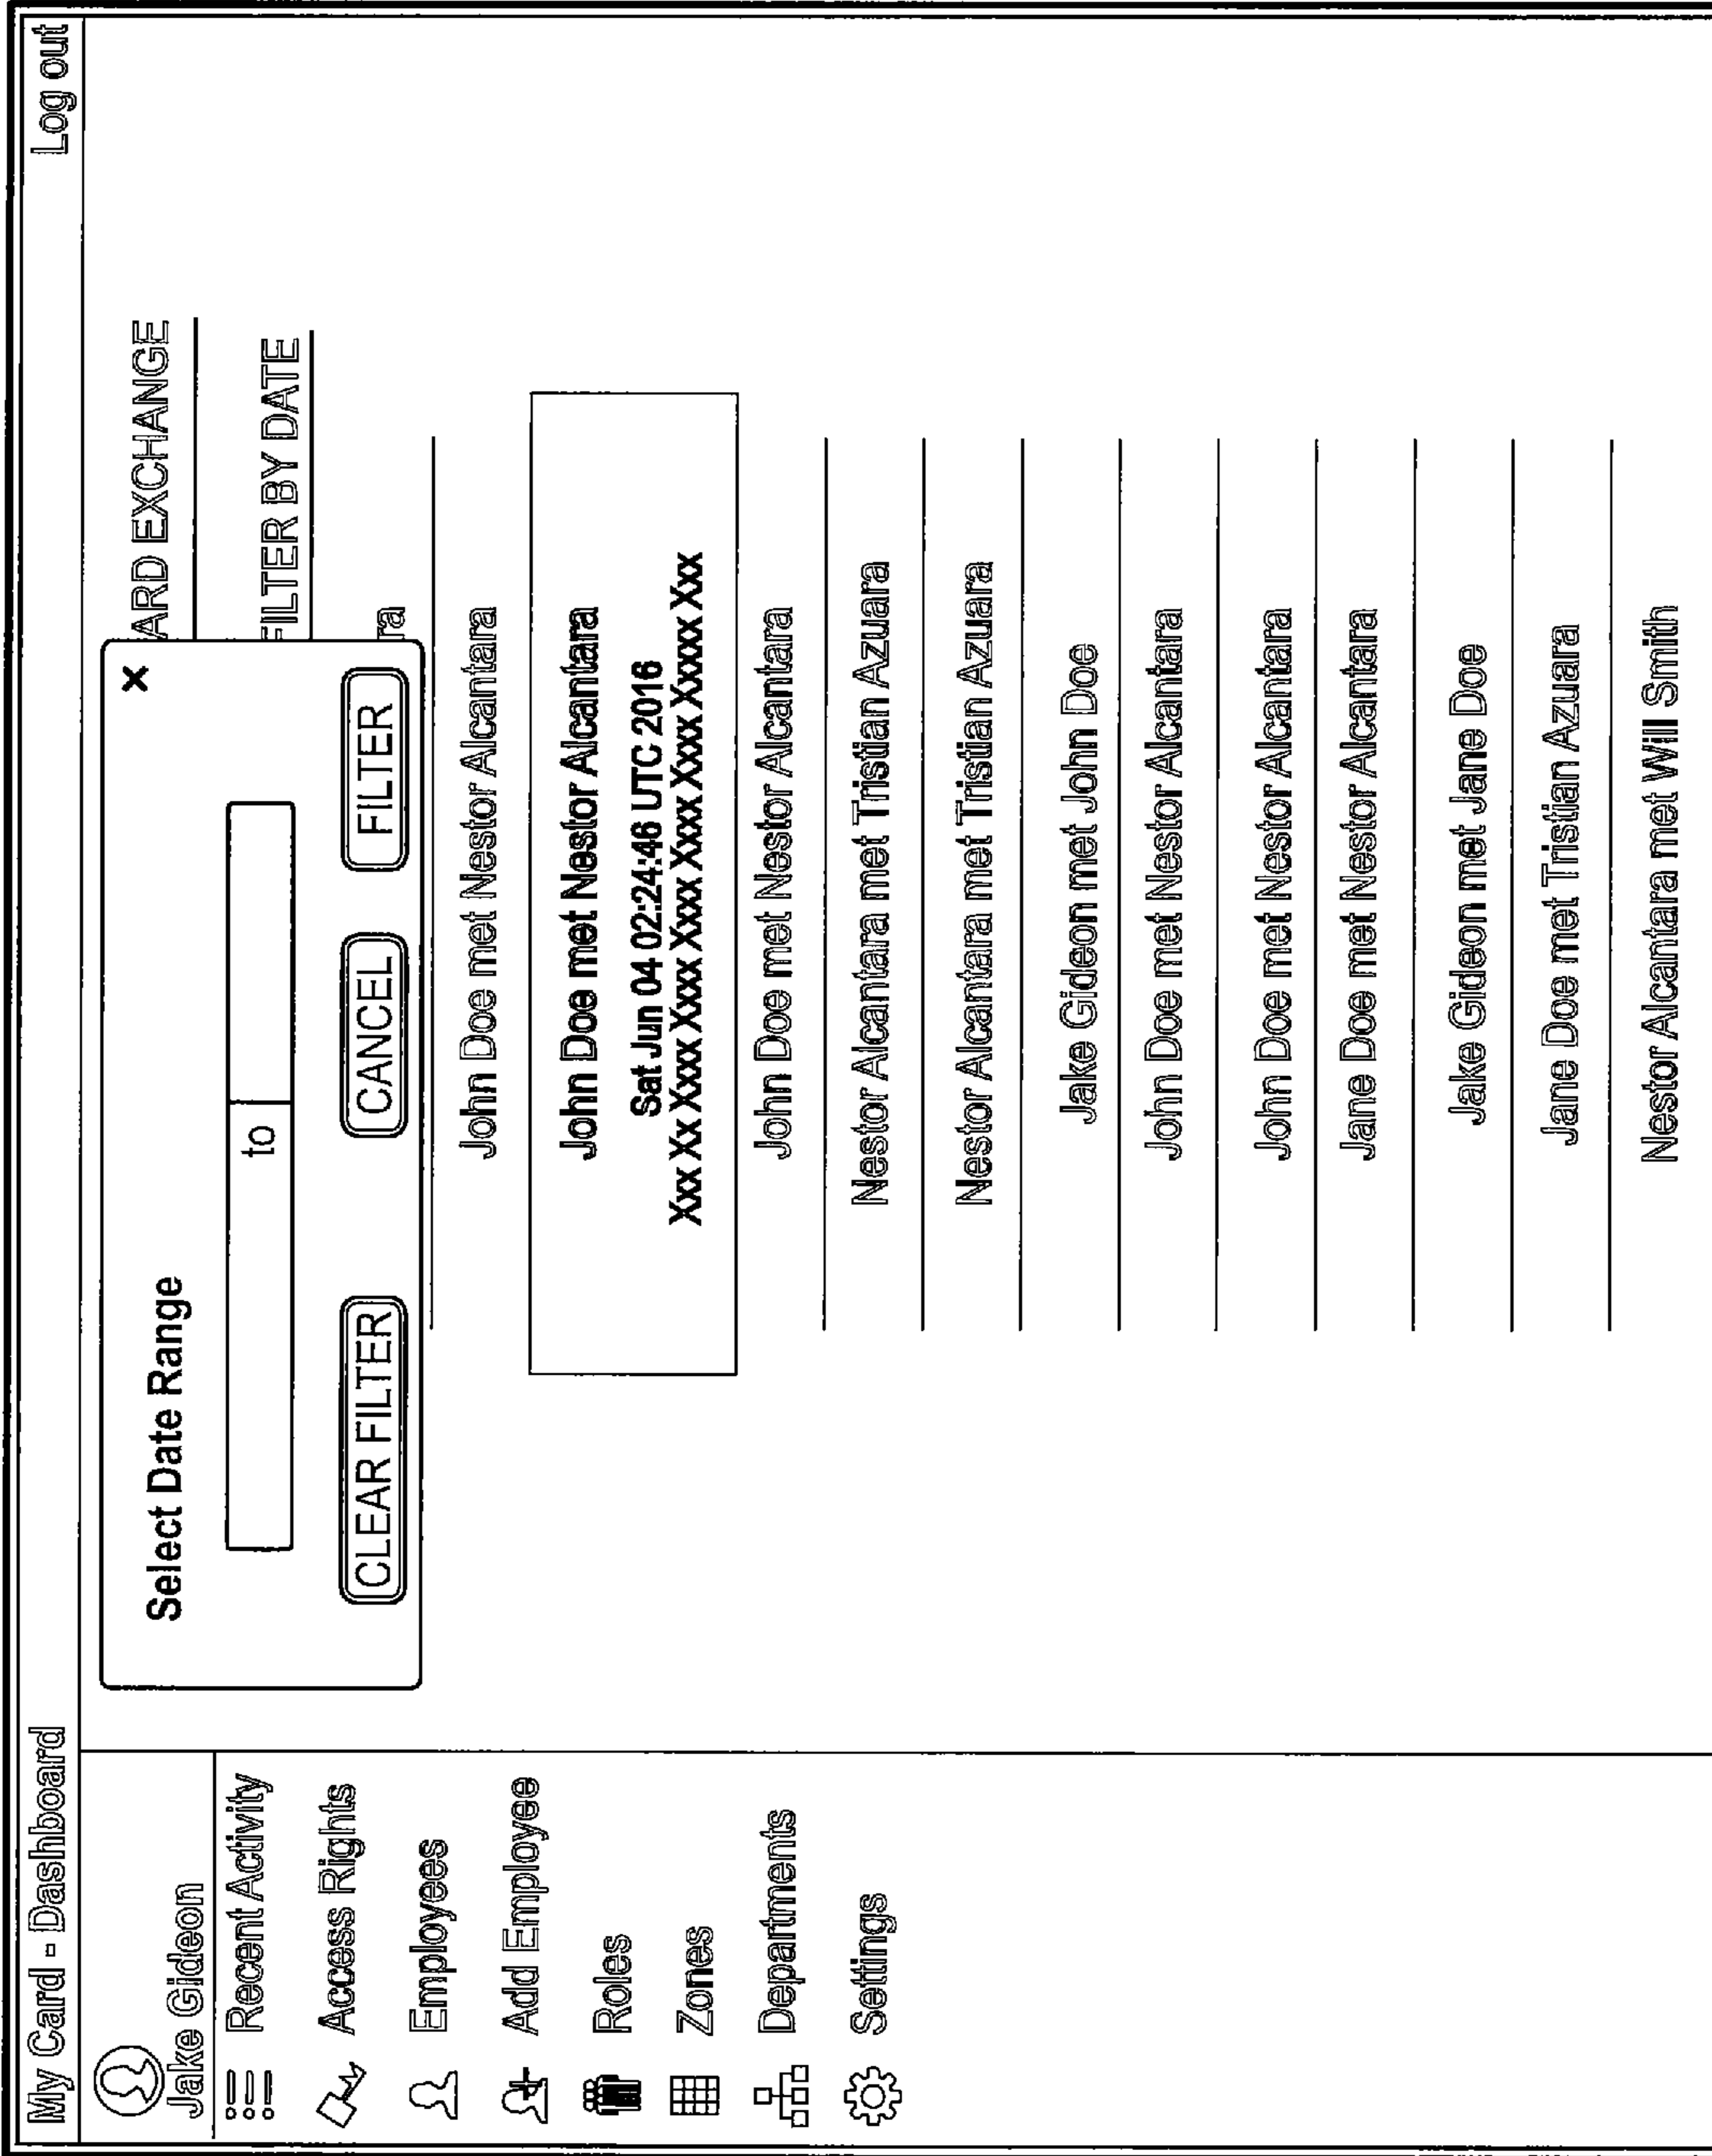 My Card - Dashboard
Log out
Jake Gideon
Recent Activity
Access Rights
Employees
Add Employee
Roles
Zones
Departments
Settings
Select Date Range
x
to
CLEAR FILTER
CANCEL
FILTER
ARD EXCHANGE
FILTER BY DATE
ra
John Doe met Nestor Alcantara
John Doe met Nestor Alcantara
Sat Jun 04 02:24:46 UTC 2016
Xxx Xx Xxxx Xxxx Xxxx Xxxx Xxxx Xxxx Xxxx Xxx
John Doe met Nestor Alcantara
Nestor Alcantara met Tristian Azuara
Nestor Alcantara met Tristian Azuara
Jake Gideon met John Doe
John Doe met Nestor Alcantara
John Doe met Nestor Alcantara
Jane Doe met Nestor Alcantara
Jake Gideon met Jane Doe
Jane Doe met Tristian Azuara
Nestor Alcantara met Will Smith